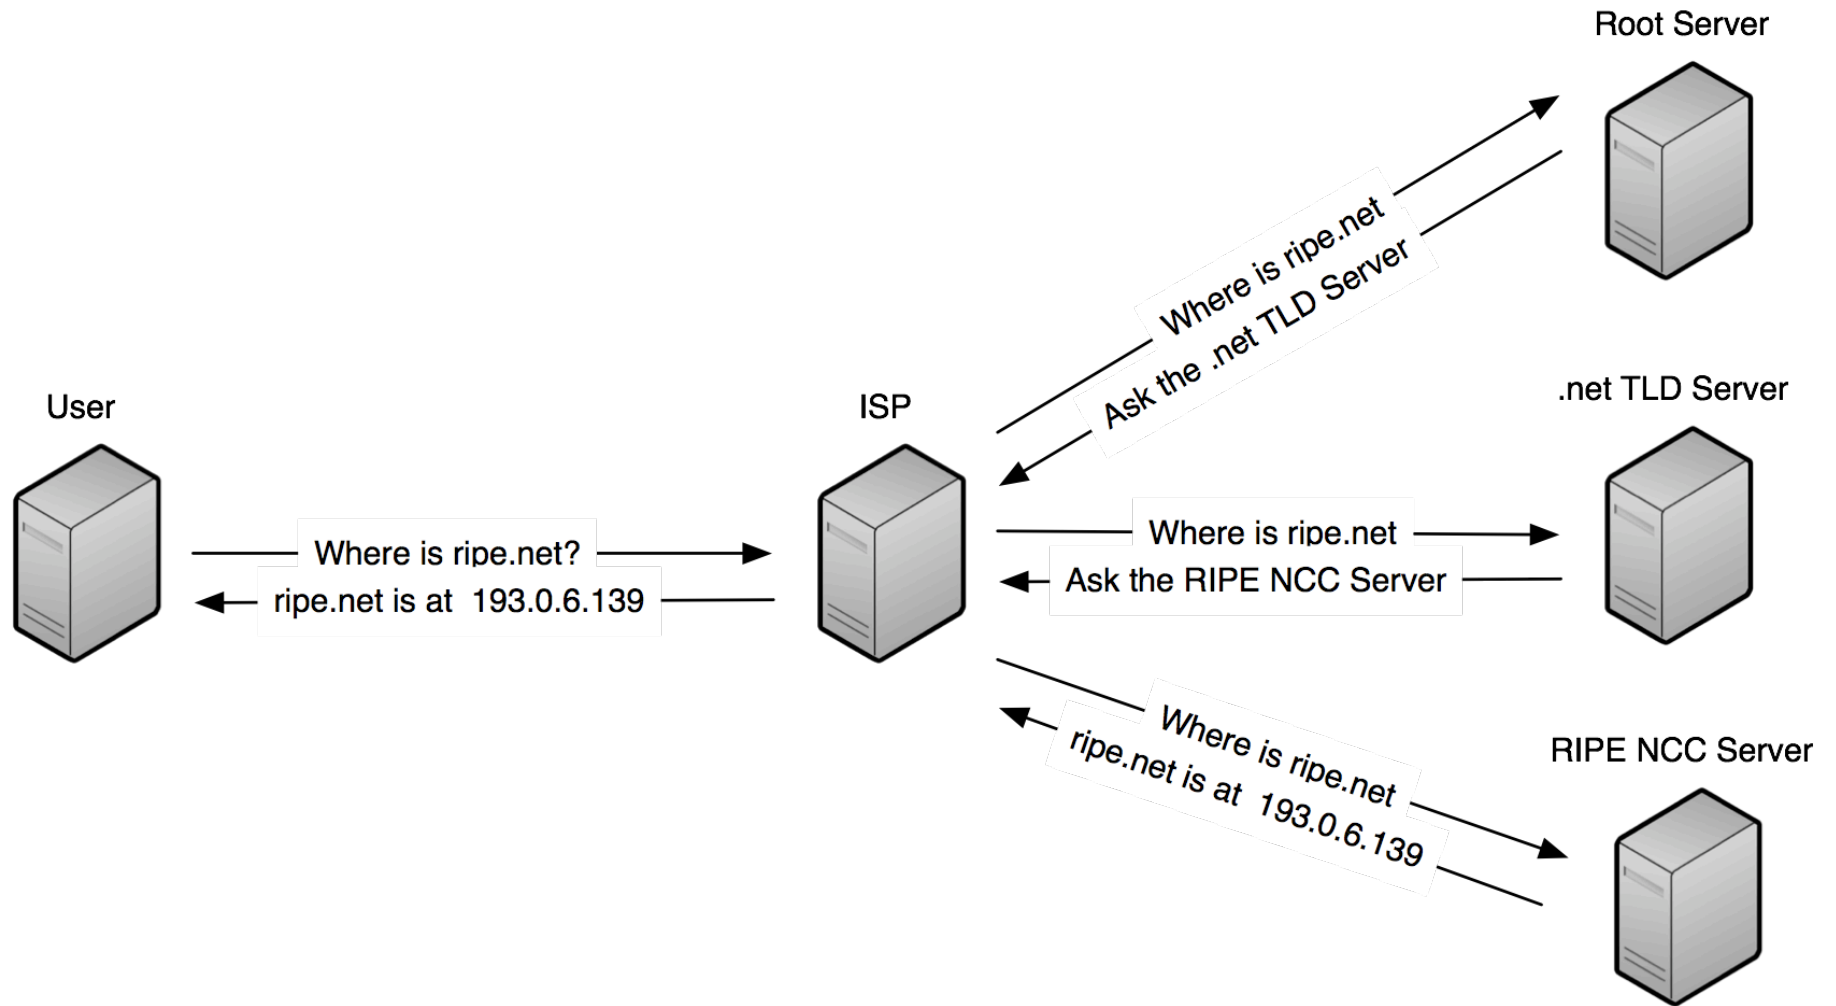 Root Server
Where is ripe.net
Ask the .net TLD Server
.net TLD Server
User
ISP
Where is ripe.net?
ripe.net is at  193.0.6.139
Where is ripe.net
Ask the RIPE NCC Server
RIPE NCC Server
Where is ripe.net
ripe.net is at  193.0.6.139